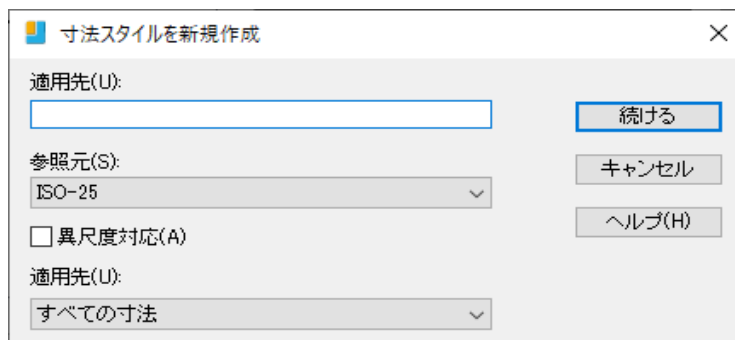 寸法スタイルを新規作成
適用先(U):
続ける
参照元(S):
ISO-25
キャンセル
ヘルプ(H)
異尺度対応(A)
適用先(U):
すべての寸法